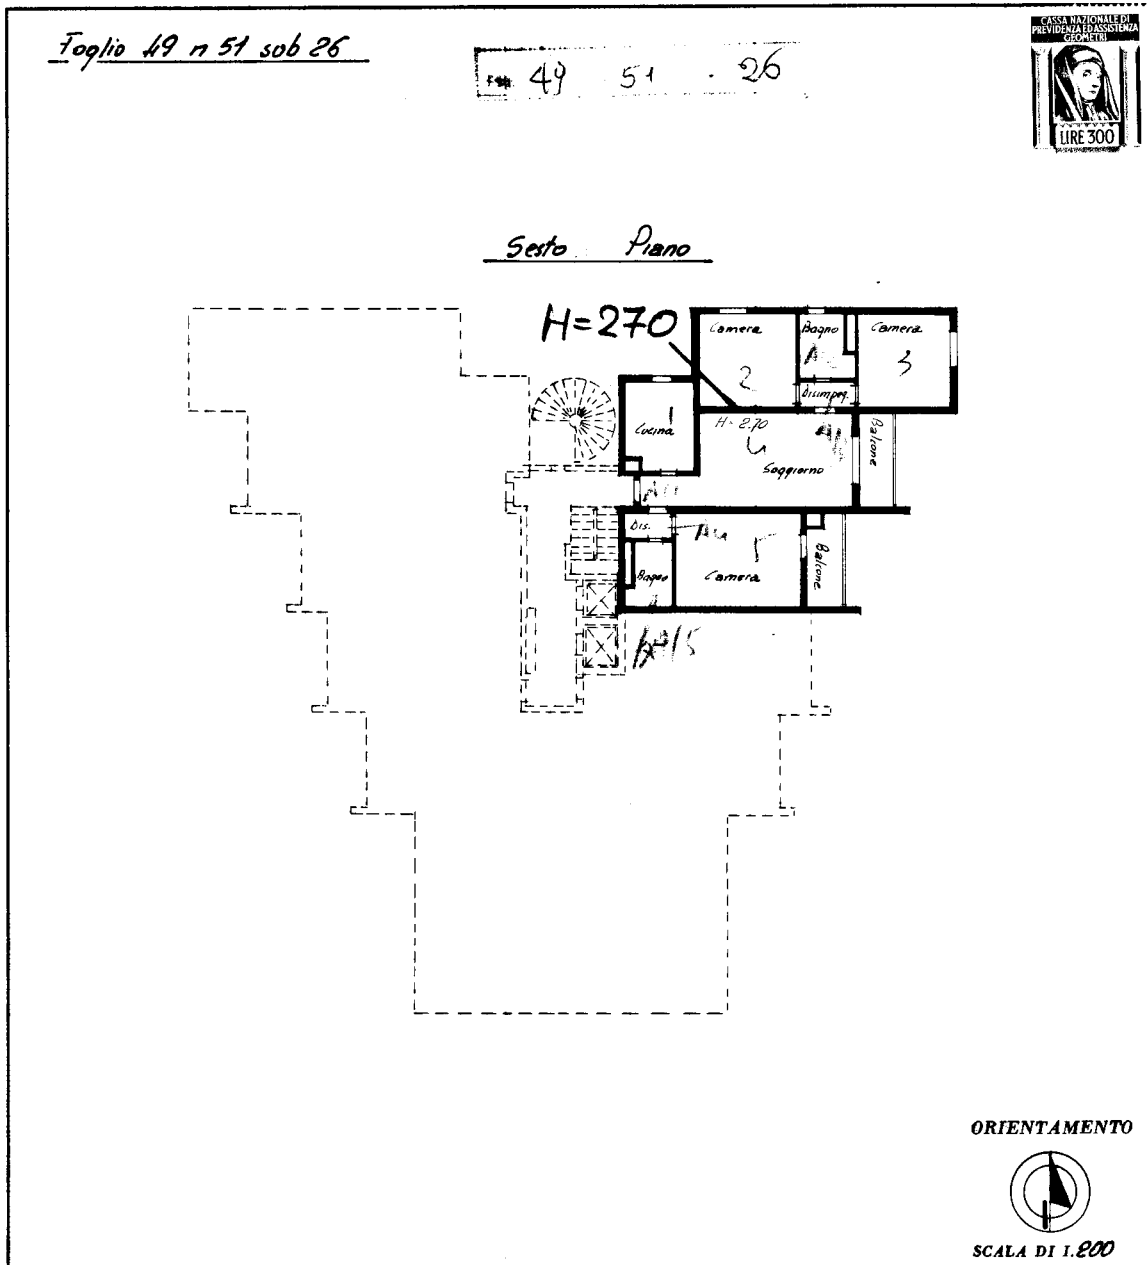 Foglio 49 n 51 sub 26
49 51 . 26
CASSA NAZIONALE DI
PREVIDENZA ED ASSISTENZA
GEOMETRI
LIRE 300
Sesto Piano
H=270
Camera
Bagno
Camera
2
3
Disimpeg.
Cucina
1
H=2.70
Soggiorno
Balcone
Dis.
Bagno
Camera
5
Balcone
ORIENTAMENTO
SCALA DI 1.200